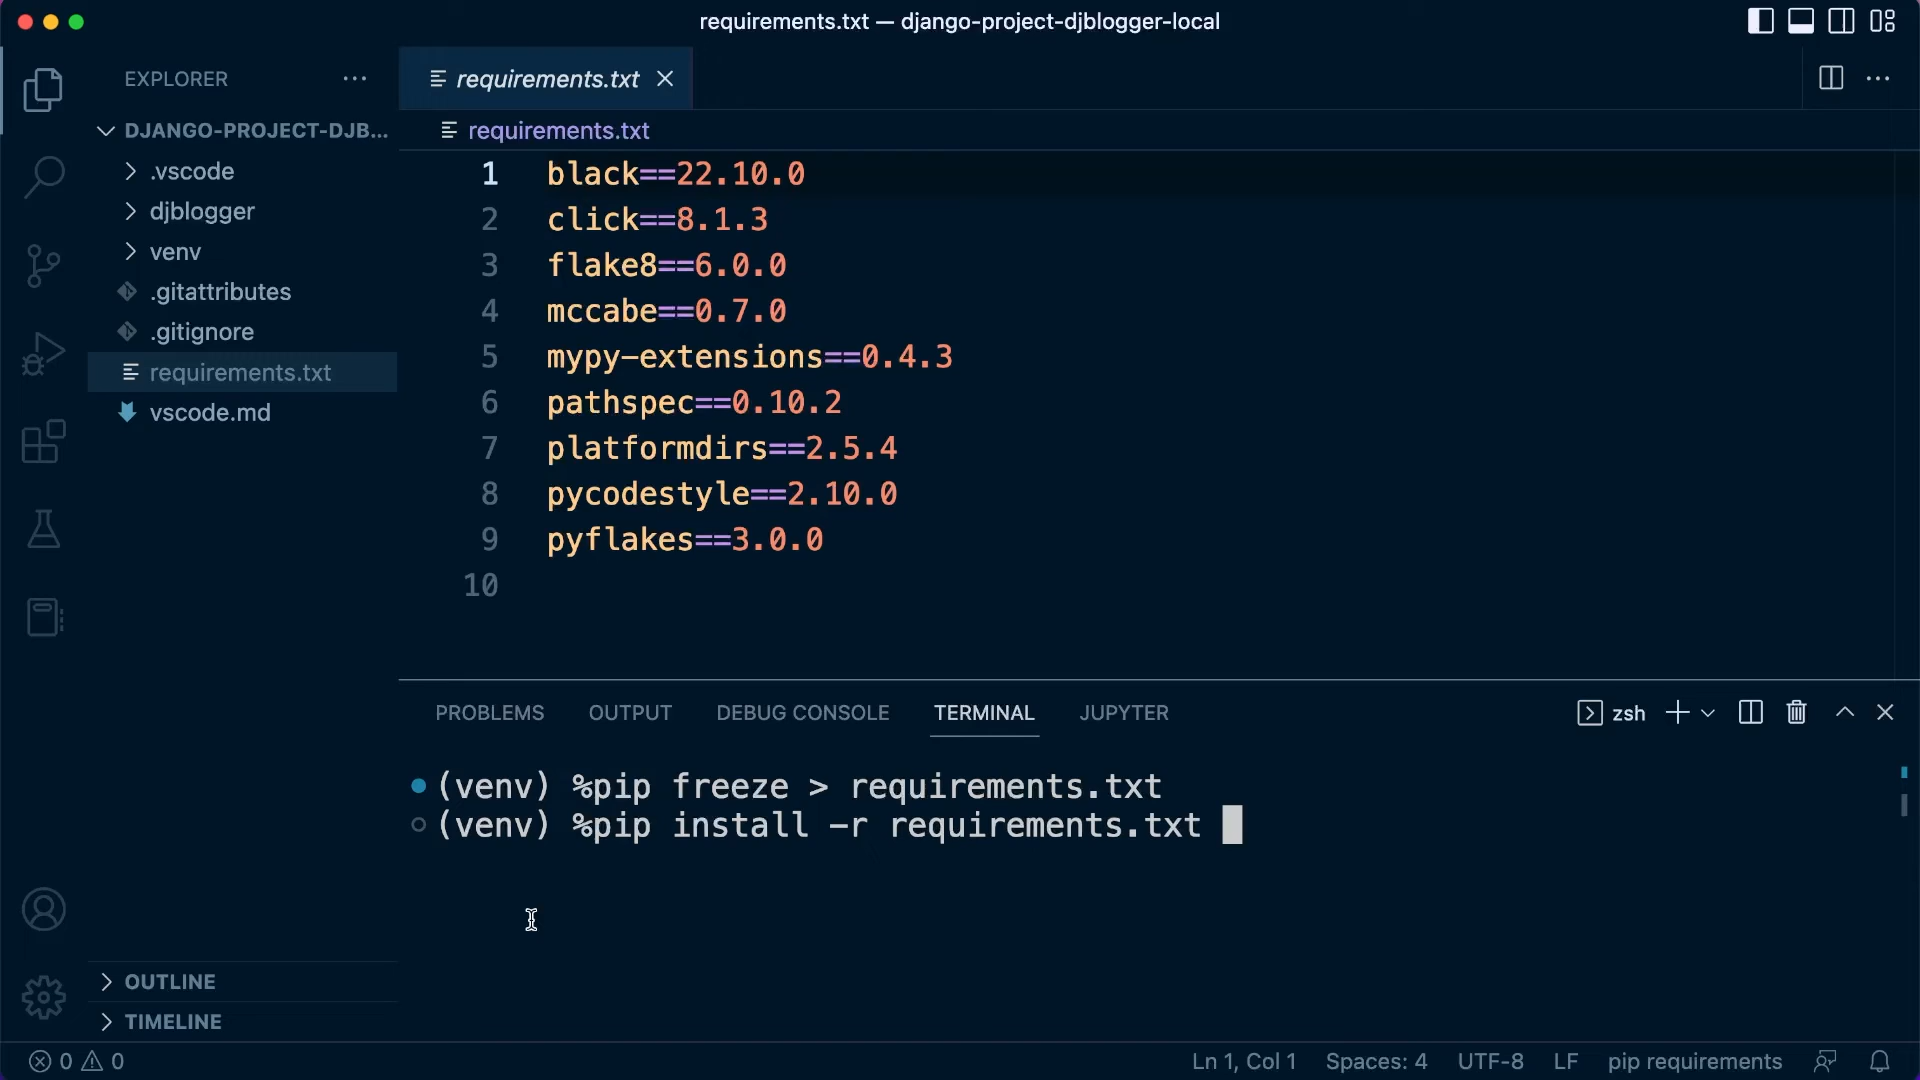 requirements.txt — django-project-djblogger-local
EXPLORER
requirements.txt
DJANGO-PROJECT-DJB...
requirements.txt
.vscode
djblogger
venv
.gitattributes
.gitignore
requirements.txt
vscode.md
1 black==22.10.0
2 click==8.1.3
3 flake8==6.0.0
4 mccabe==0.7.0
5 mypy-extensions==0.4.3
6 pathspec==0.10.2
7 platformdirs==2.5.4
8 pycodestyle==2.10.0
9 pyflakes==3.0.0
10
PROBLEMS OUTPUT DEBUG CONSOLE TERMINAL JUPYTER zsh
(venv) %pip freeze > requirements.txt
(venv) %pip install -r requirements.txt
OUTLINE
TIMELINE
0 0 Ln 1, Col 1 Spaces: 4 UTF-8 LF pip requirements